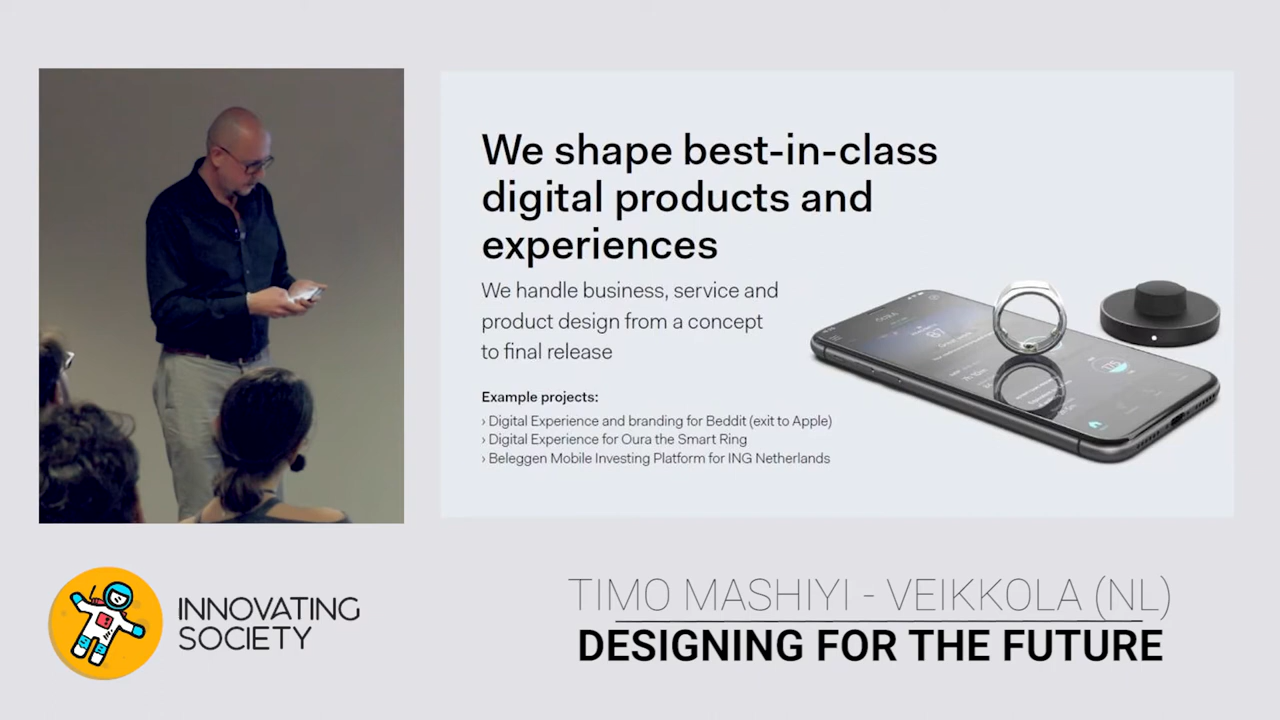 We shape best-in-class
digital products and
experiences
We handle business, service and
product design from a concept
to final release
Example projects:
› Digital Experience and branding for Beddit (exit to Apple)
› Digital Experience for Oura the Smart Ring
› Beleggen Mobile Investing Platform for ING Netherlands
OURA
INNOVATING
SOCIETY
TIMO MASHIYI - VEIKKOLA (NL)
DESIGNING FOR THE FUTURE